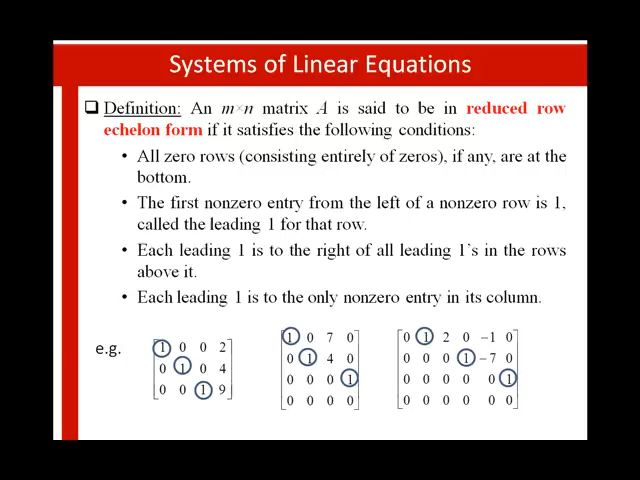 Systems of Linear Equations
Definition: An m×n matrix A is said to be in reduced row
echelon form if it satisfies the following conditions:
• All zero rows (consisting entirely of zeros), if any, are at the
bottom.
• The first nonzero entry from the left of a nonzero row is 1,
called the leading 1 for that row.
• Each leading 1 is to the right of all leading 1's in the rows
above it.
• Each leading 1 is to the only nonzero entry in its column.
e.g.
1 0 0 2
0 1 0 4
0 0 1 9
1 0 7 0
0 1 4 0
0 0 0 1
0 0 0 0
0 1 2 0 −1 0
0 0 0 1 −7 0
0 0 0 0 0 1
0 0 0 0 0 0